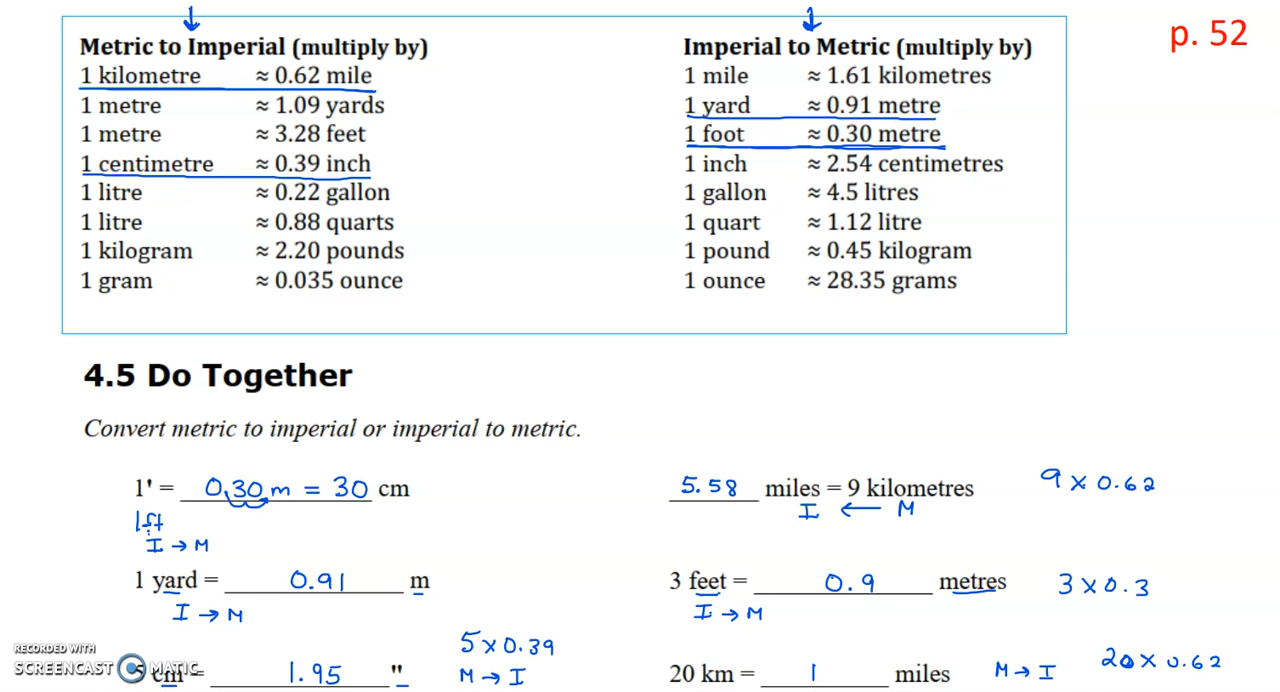 p. 52
Metric to Imperial (multiply by)
1 kilometre ≈ 0.62 mile
1 metre ≈ 1.09 yards
1 metre ≈ 3.28 feet
1 centimetre ≈ 0.39 inch
1 litre ≈ 0.22 gallon
1 litre ≈ 0.88 quarts
1 kilogram ≈ 2.20 pounds
1 gram ≈ 0.035 ounce
Imperial to Metric (multiply by)
1 mile ≈ 1.61 kilometres
1 yard ≈ 0.91 metre
1 foot ≈ 0.30 metre
1 inch ≈ 2.54 centimetres
1 gallon ≈ 4.5 litres
1 quart ≈ 1.12 litre
1 pound ≈ 0.45 kilogram
1 ounce ≈ 28.35 grams
4.5 Do Together
Convert metric to imperial or imperial to metric.
1' = 0.30 m = 30 cm
1ft
I → M
5.58 miles = 9 kilometres 9 x 0.62
I ← M
1 yard = 0.91 m
I → M
3 feet = 0.9 metres 3 x 0.3
I → M
5 x 0.39
cm = 1.95 "
M → I
20 km = 1 miles M → I 20 x 0.62
RECORDED WITH
SCREENCAST MATIC